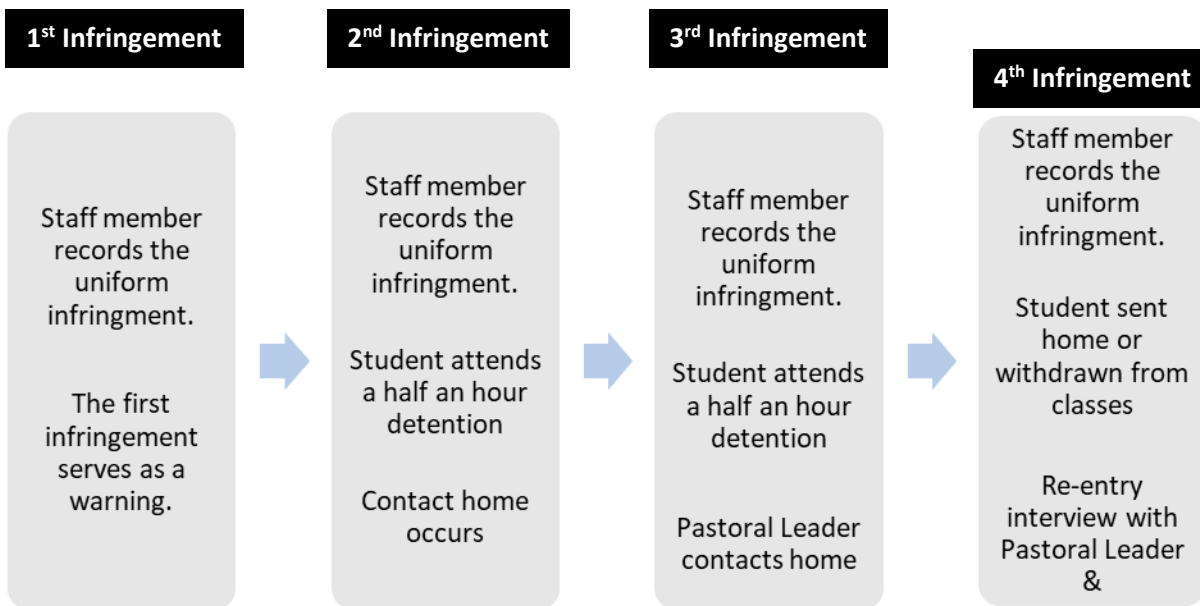 1st Infringement
Staff member
records the
uniform
infringment.
The first
infringement
serves as a
warning.
2nd Infringement
Staff member
records the
uniform
infringment.
Student attends
a half an hour
detention
Contact home
occurs
3rd Infringement
Staff member
records the
uniform
infringment.
Student attends
a half an hour
detention
Pastoral Leader
contacts home
4th Infringement
Staff member
records the
uniform
infringment.
Student sent
home or
withdrawn from
classes
Re-entry
interview with
Pastoral Leader
&